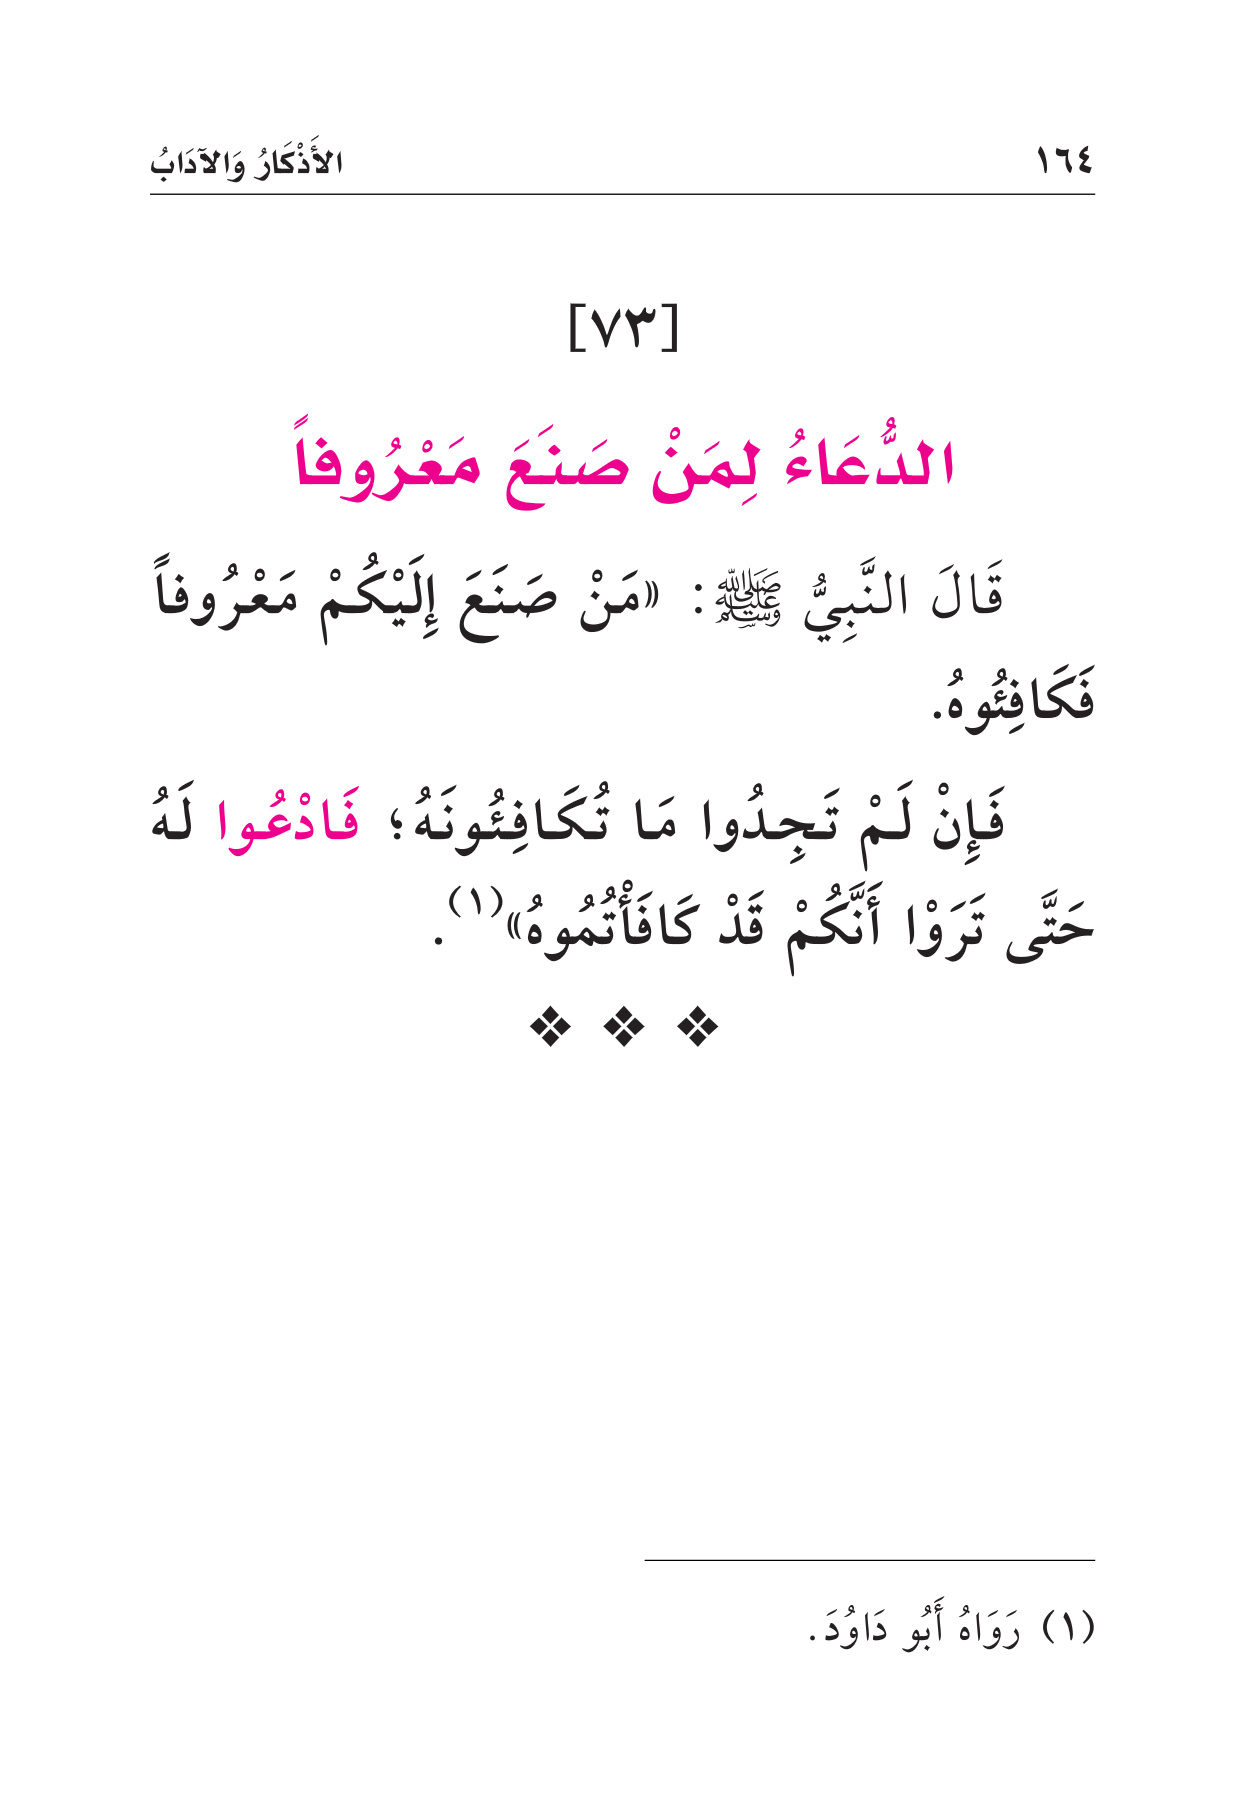 ١٦٤ الأَذْكَارُ وَالآدَابُ
[٧٣]
الدُّعَاءُ لِمَنْ صَنَعَ مَعْرُوفاً
قَالَ النَّبِيُّ ﷺ: «مَنْ صَنَعَ إِلَيْكُمْ مَعْرُوفاً
فَكَافِئُوهُ.
فَإِنْ لَمْ تَجِدُوا مَا تُكَافِئُونَهُ؛ فَادْعُوا لَهُ
حَتَّى تَرَوْا أَنَّكُمْ قَدْ كَافَأْتُمُوهُ»(١).
(١) رَوَاهُ أَبُو دَاوُدَ.